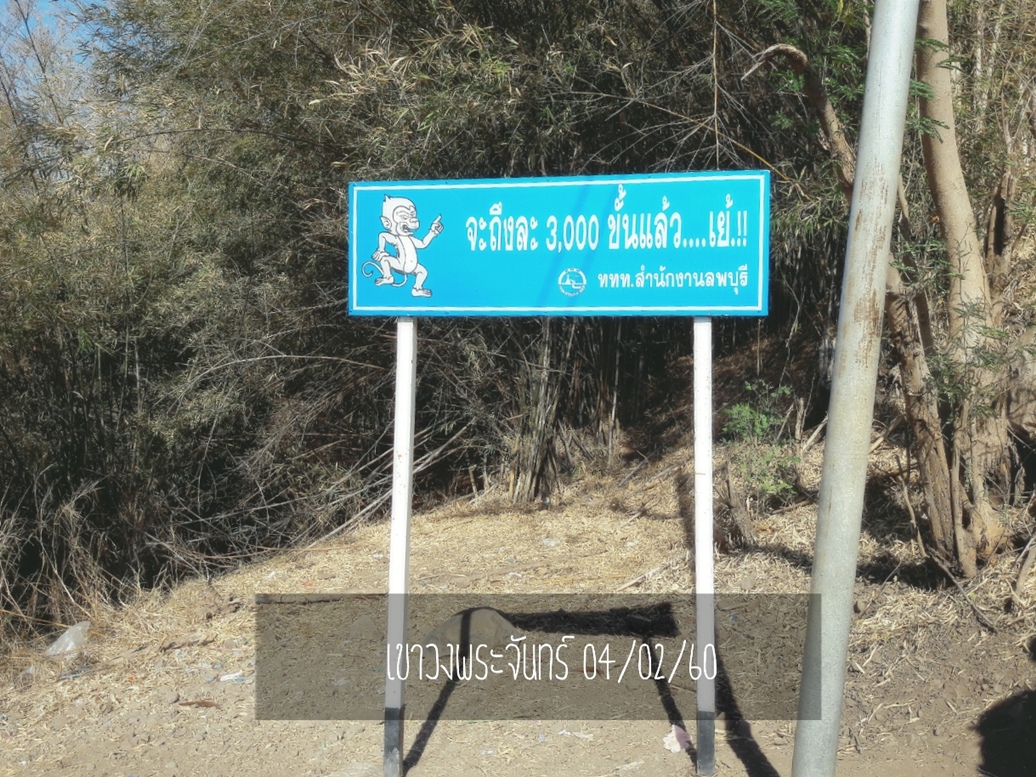 จะถึงละ 3,000 ขั้นแล้ว....เย้.!!
ททท.สำนักงานลพบุรี
เขาวงพระจันทร์ 04/02/60